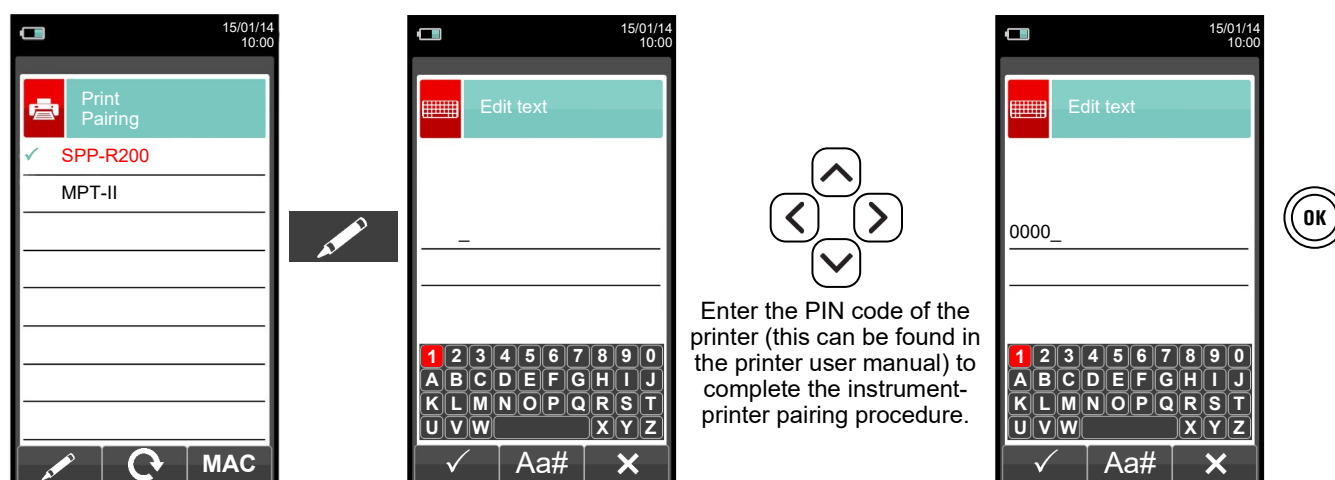 15/01/14
10:00
Print
Pairing
✓ SPP-R200
MPT-II
MAC
15/01/14
10:00
Edit text
_
1 2 3 4 5 6 7 8 9 0
A B C D E F G H I J
K L M N O P Q R S T
U V W X Y Z
✓ Aa# ✕
Enter the PIN code of the
printer (this can be found in
the printer user manual) to
complete the instrument-
printer pairing procedure.
15/01/14
10:00
Edit text
0000_
1 2 3 4 5 6 7 8 9 0
A B C D E F G H I J
K L M N O P Q R S T
U V W X Y Z
✓ Aa# ✕
OK